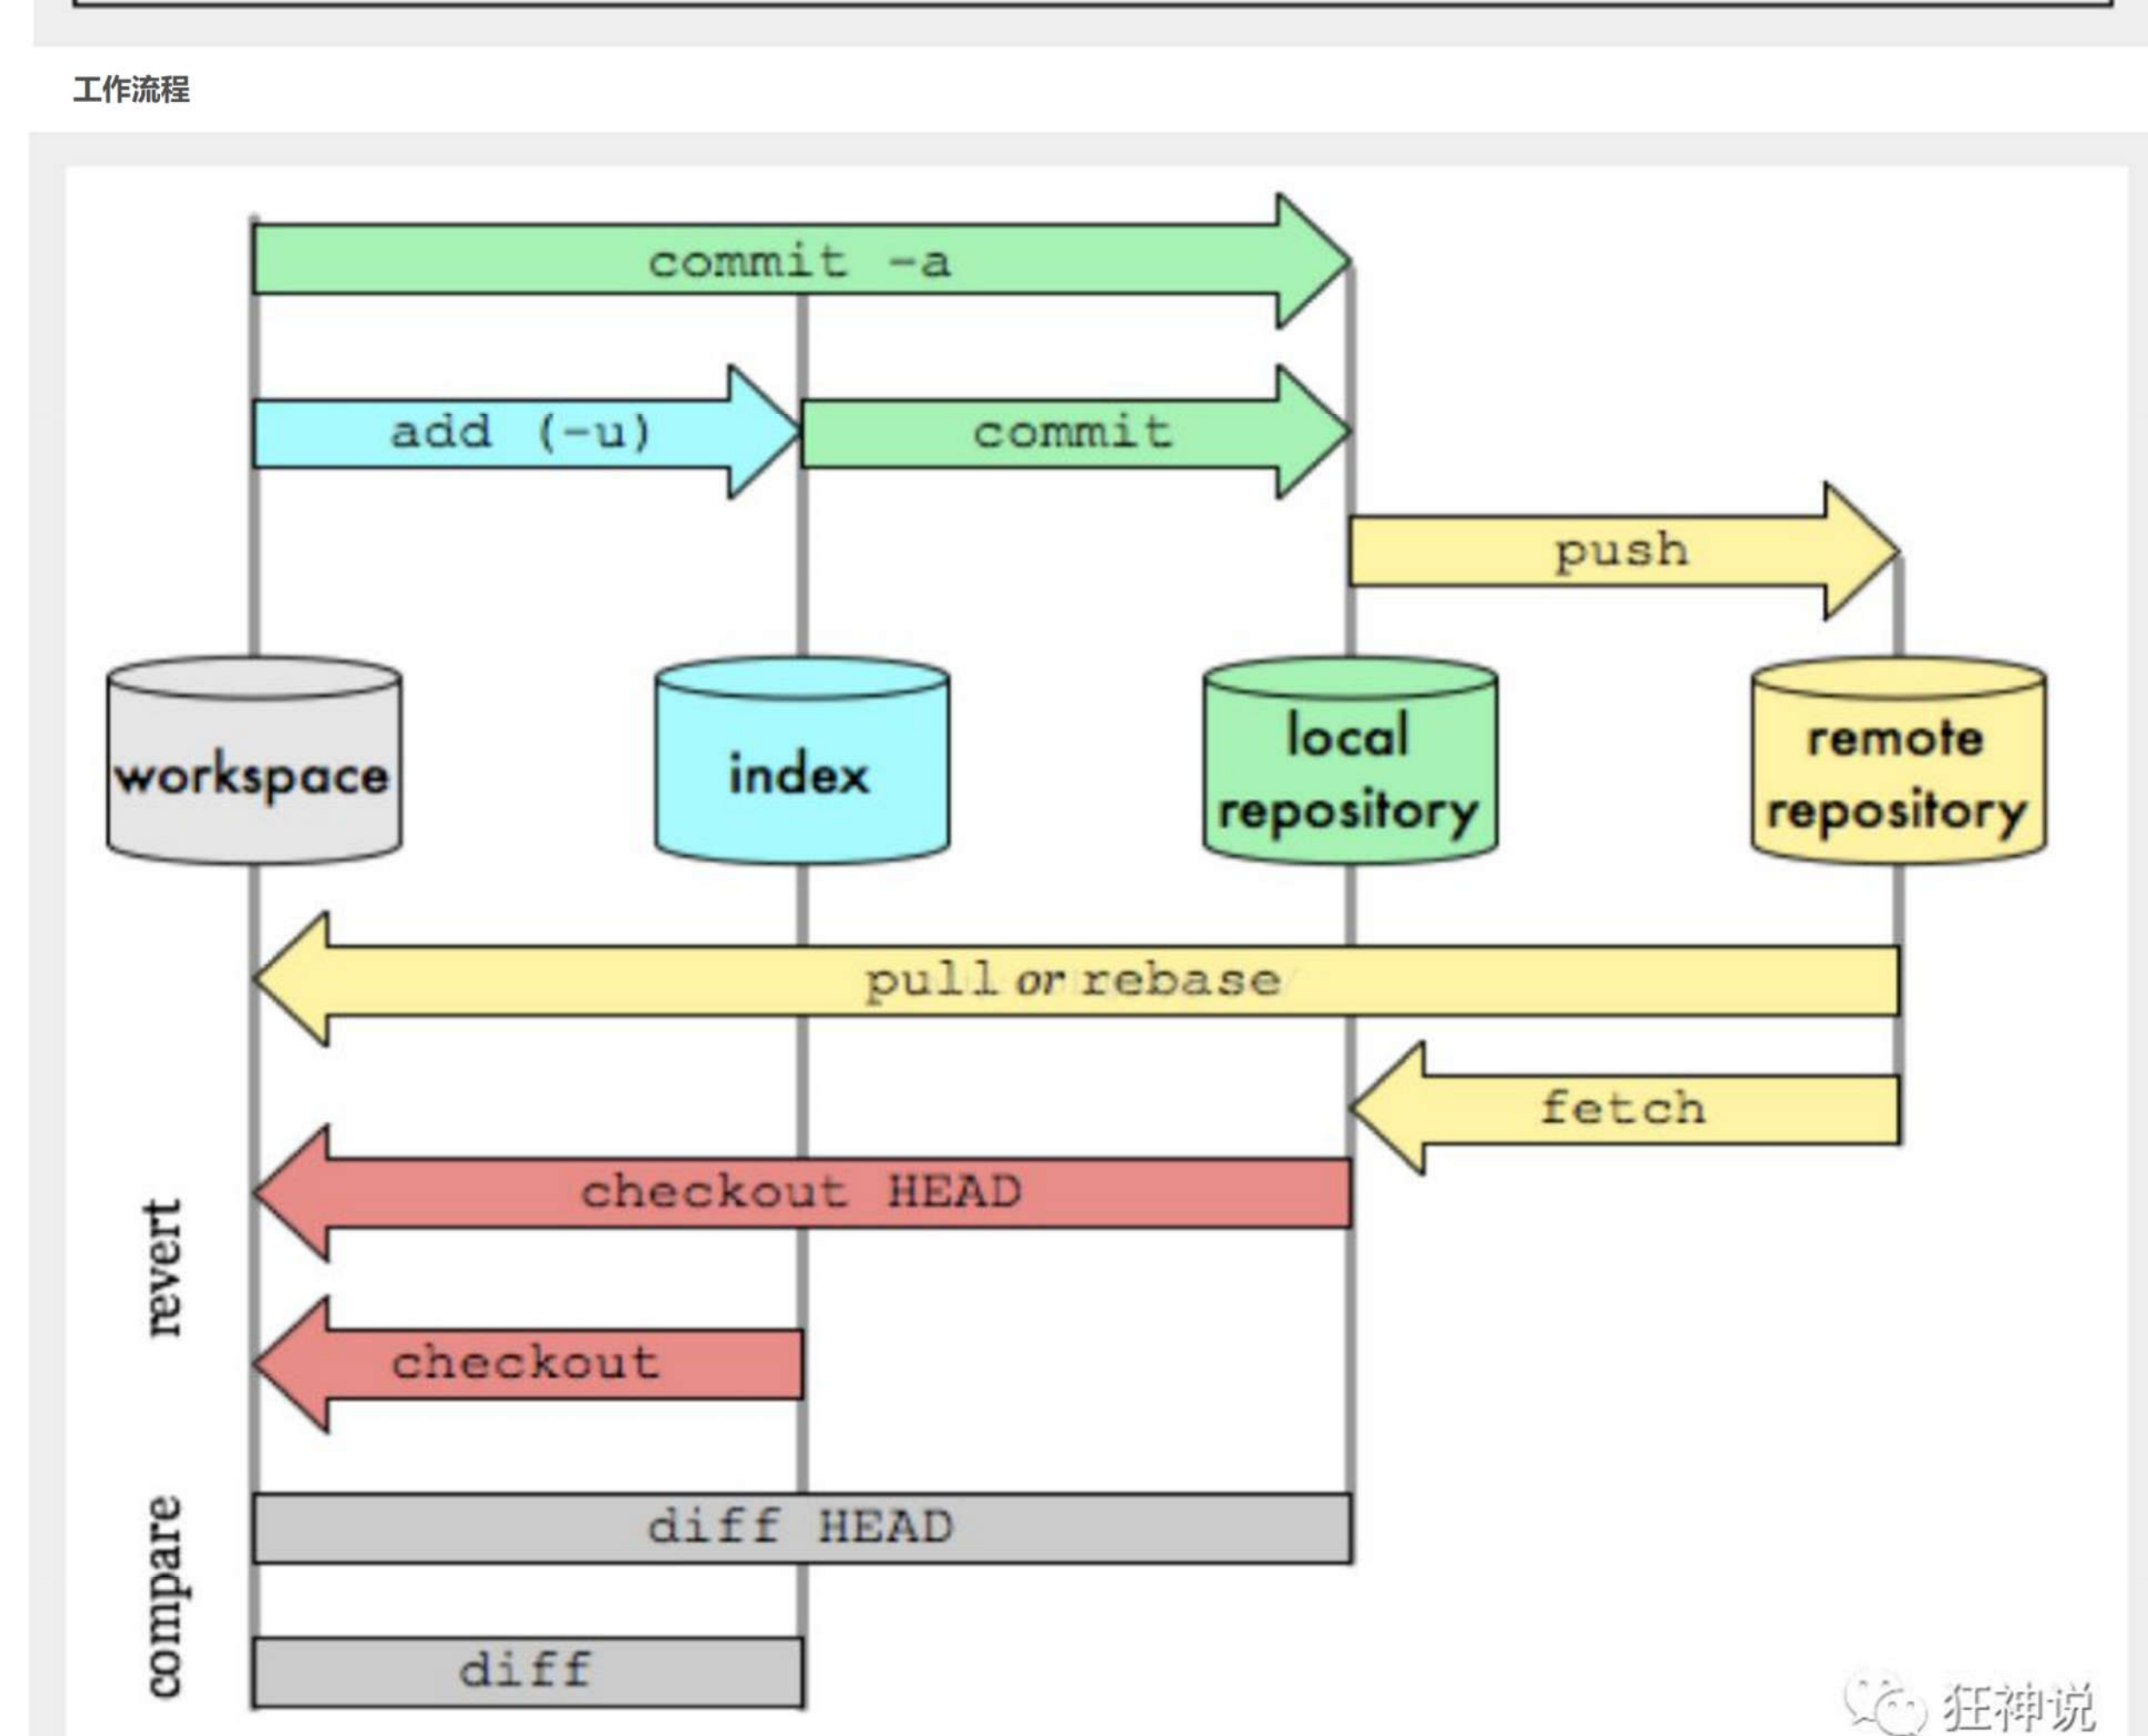 工作流程
commit -a
add (-u)
commit
push
workspace
index
local
repository
remote
repository
pull or rebase
fetch
checkout HEAD
revert
checkout
diff HEAD
compare
diff
狂神说